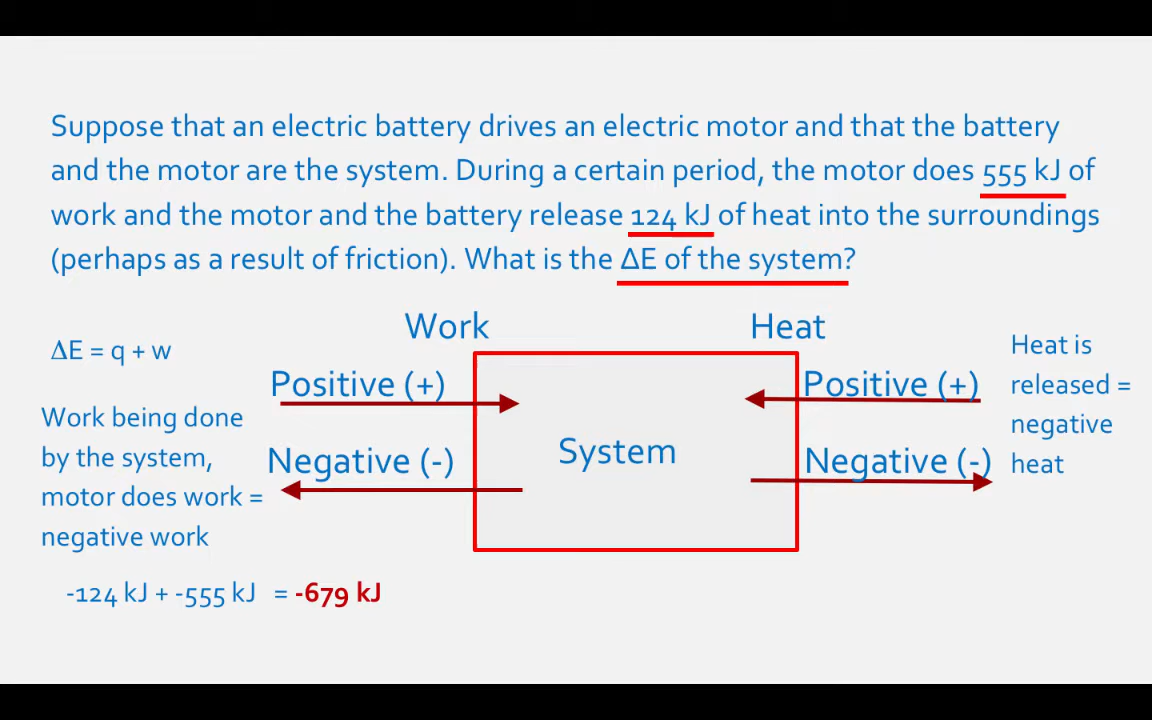 Suppose that an electric battery drives an electric motor and that the battery
and the motor are the system. During a certain period, the motor does 555 kJ of
work and the motor and the battery release 124 kJ of heat into the surroundings
(perhaps as a result of friction). What is the ΔE of the system?
Work
Heat
ΔE = q + w
Positive (+)
Positive (+)
Heat is
released =
negative
heat
Work being done
by the system,
motor does work =
negative work
Negative (-)
System
Negative (-)
-124 kJ + -555 kJ = -679 kJ